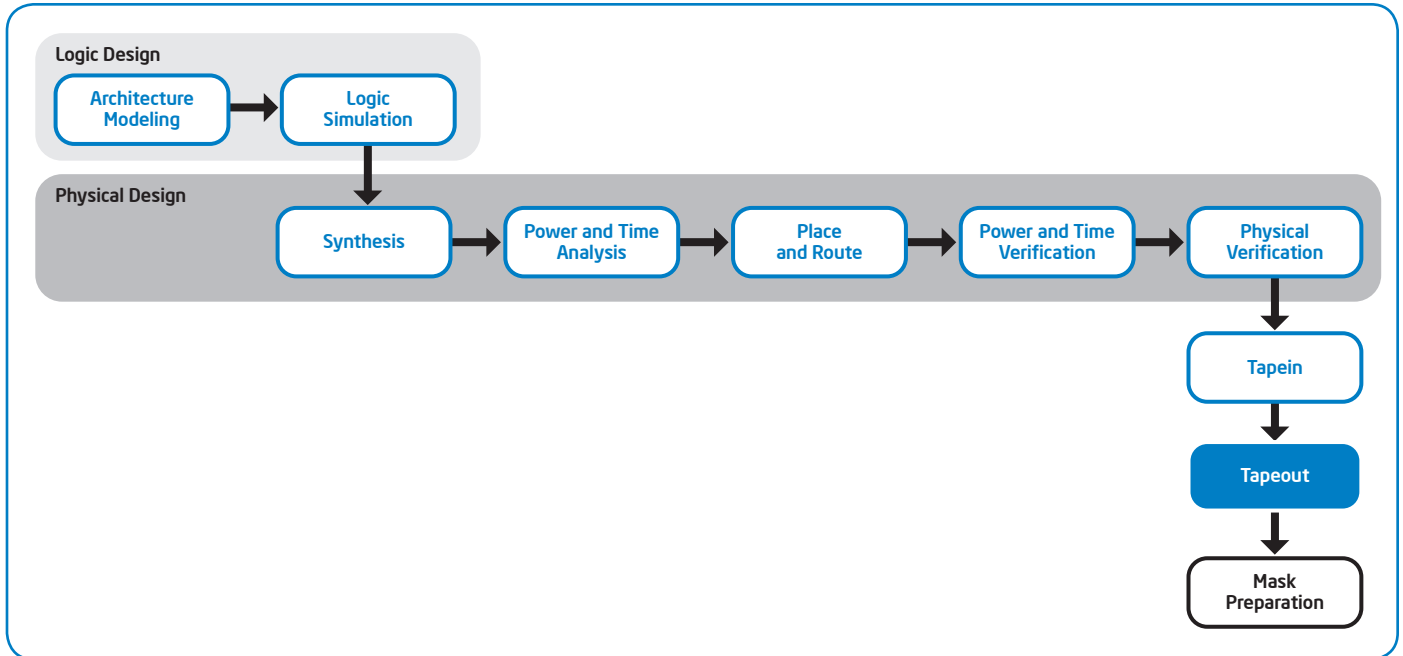 Logic Design
Architecture
Modeling
Logic
Simulation
Physical Design
Synthesis
Power and Time
Analysis
Place
and Route
Power and Time
Verification
Physical
Verification
Tapein
Tapeout
Mask
Preparation